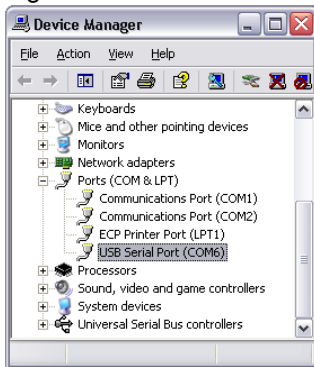 Device Manager
File Action View Help
Keyboards
Mice and other pointing devices
Monitors
Network adapters
Ports (COM & LPT)
Communications Port (COM1)
Communications Port (COM2)
ECP Printer Port (LPT1)
USB Serial Port (COM6)
Processors
Sound, video and game controllers
System devices
Universal Serial Bus controllers